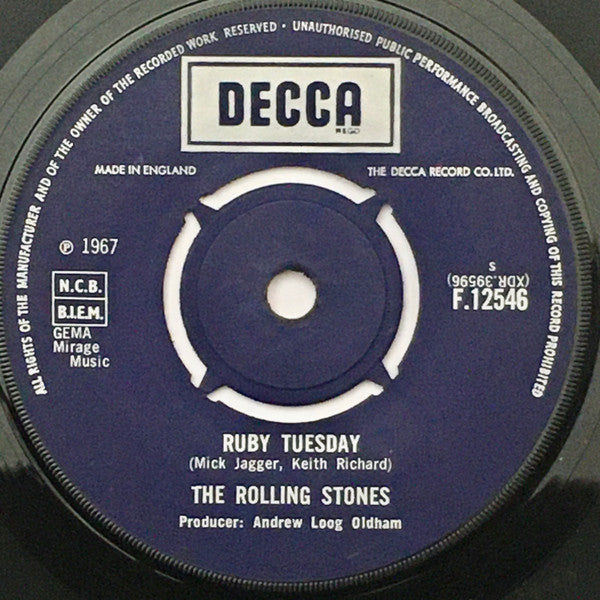 ALL RIGHTS OF THE MANUFACTURER AND OF THE OWNER OF THE RECORDED WORK RESERVED · UNAUTHORISED PUBLIC PERFORMANCE BROADCASTING AND COPYING OF THIS RECORD PROHIBITED
DECCA
REGD
MADE IN ENGLAND
THE DECCA RECORD CO. LTD.
℗ 1967
S
(XDR.39596)
F.12546
N.C.B.
B.I.E.M.
GEMA
Mirage
Music
RUBY TUESDAY
(Mick Jagger, Keith Richard)
THE ROLLING STONES
Producer: Andrew Loog Oldham